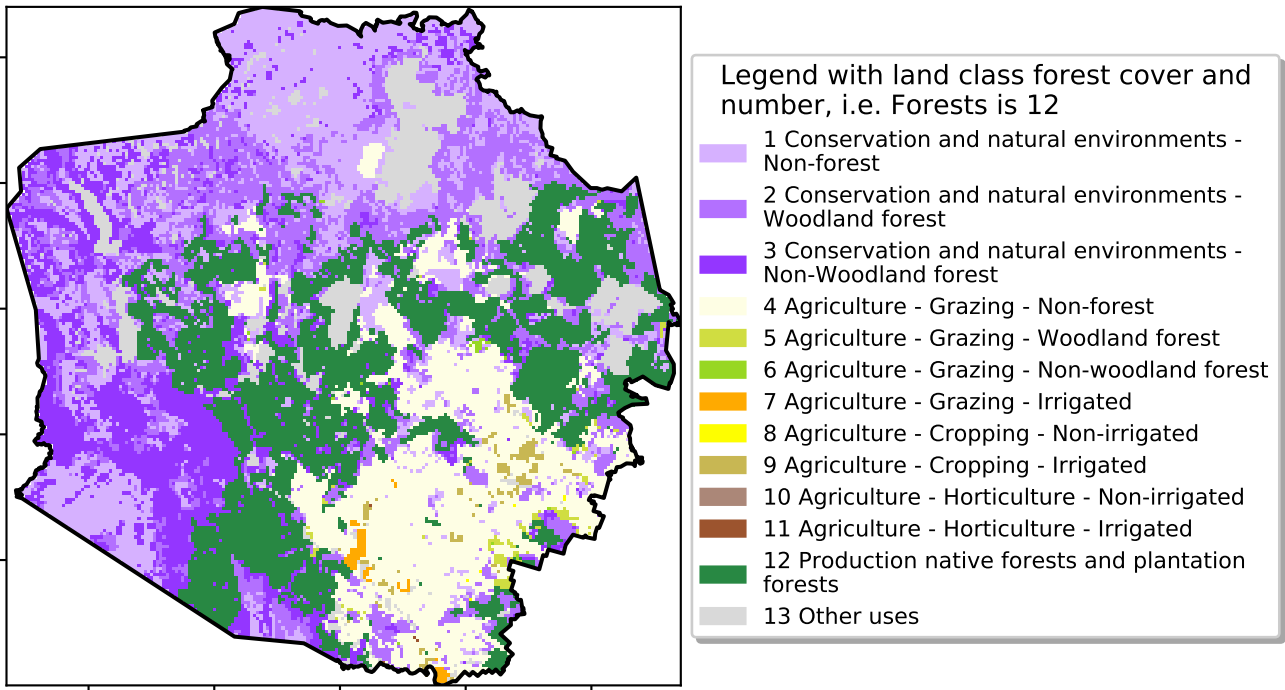 Legend with land class forest cover and
number, i.e. Forests is 12
1 Conservation and natural environments -
Non-forest
2 Conservation and natural environments -
Woodland forest
3 Conservation and natural environments -
Non-Woodland forest
4 Agriculture - Grazing - Non-forest
5 Agriculture - Grazing - Woodland forest
6 Agriculture - Grazing - Non-woodland forest
7 Agriculture - Grazing - Irrigated
8 Agriculture - Cropping - Non-irrigated
9 Agriculture - Cropping - Irrigated
10 Agriculture - Horticulture - Non-irrigated
11 Agriculture - Horticulture - Irrigated
12 Production native forests and plantation
forests
13 Other uses